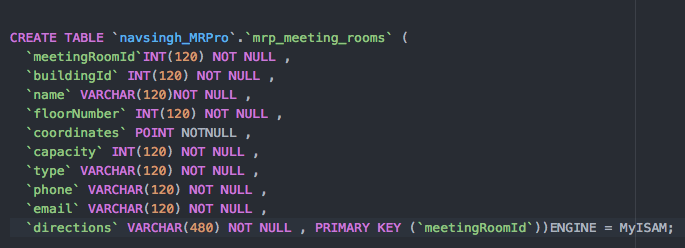 CREATE TABLE `navsingh_MRPro`.`mrp_meeting_rooms` (
`meetingRoomId`INT(120) NOT NULL ,
`buildingId` INT(120) NOT NULL ,
`name` VARCHAR(120)NOT NULL ,
`floorNumber` INT(120) NOT NULL ,
`coordinates` POINT NOTNULL ,
`capacity` INT(120) NOT NULL ,
`type` VARCHAR(120) NOT NULL ,
`phone` VARCHAR(120) NOT NULL ,
`email` VARCHAR(120) NOT NULL ,
`directions` VARCHAR(480) NOT NULL , PRIMARY KEY (`meetingRoomId`))ENGINE = MyISAM;